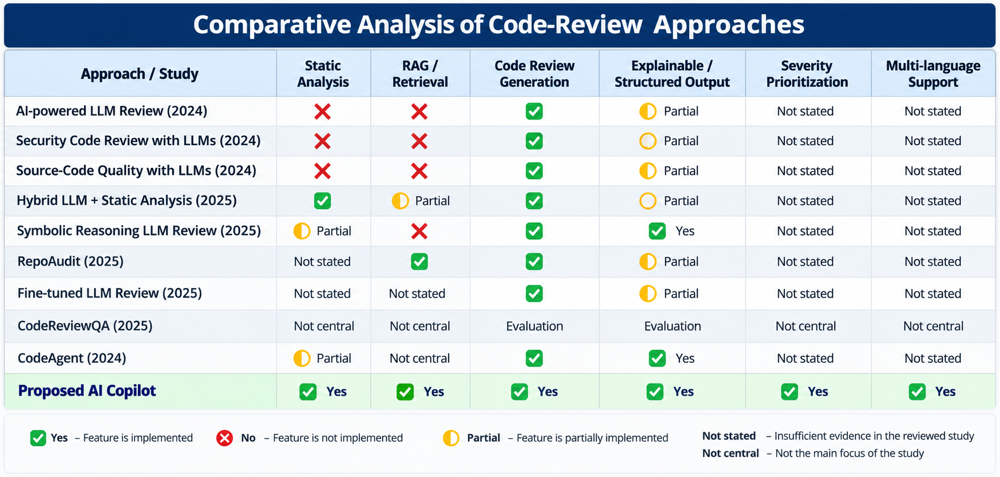 Comparative Analysis of Code-Review Approaches
Approach / Study
Static
Analysis
RAG /
Retrieval
Code Review
Generation
Explainable /
Structured Output
Severity
Prioritization
Multi-language
Support
AI-powered LLM Review (2024) Partial Not stated Not stated
Security Code Review with LLMs (2024) Partial Not stated Not stated
Source-Code Quality with LLMs (2024) Partial Not stated Not stated
Hybrid LLM + Static Analysis (2025) Partial Partial Not stated Not stated
Symbolic Reasoning LLM Review (2025) Partial Yes Not stated Not stated
RepoAudit (2025) Not stated Partial Not stated Not stated
Fine-tuned LLM Review (2025) Not stated Not stated Partial Not stated Not stated
CodeReviewQA (2025) Not central Not central Evaluation Evaluation Not central Not central
CodeAgent (2024) Partial Not central Yes Not stated Not stated
Proposed AI Copilot Yes Yes Yes Yes Yes Yes
Yes – Feature is implemented
No – Feature is not implemented
Partial – Feature is partially implemented
Not stated – Insufficient evidence in the reviewed study
Not central – Not the main focus of the study